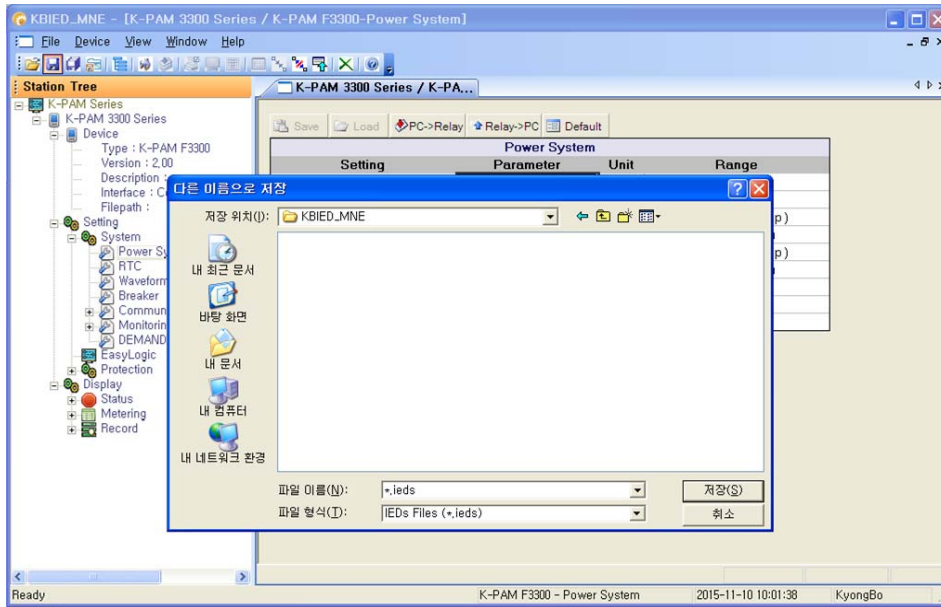 KBIED_MNE - [K-PAM 3300 Series / K-PAM F3300-Power System]
File Device View Window Help
Station Tree
K-PAM 3300 Series / K-PA...
K-PAM Series
K-PAM 3300 Series
Device
Type : K-PAM F3300
Version : 2,00
Description :
Interface : C
Filepath :
Setting
System
Power Sy
RTC
Waveform
Breaker
Commun
Monitorin
DEMAND
EasyLogic
Protection
Display
Status
Metering
Record
Save Load PC->Relay Relay->PC Default
Power System
Setting Parameter Unit Range
p)
p)
다른 이름으로 저장
저장 위치(I): KBIED_MNE
내 최근 문서
바탕 화면
내 문서
내 컴퓨터
내 네트워크 환경
파일 이름(N): *,ieds 저장(S)
파일 형식(T): IEDs Files (*,ieds) 취소
Ready K-PAM F3300 - Power System 2015-11-10 10:01:38 KyongBo